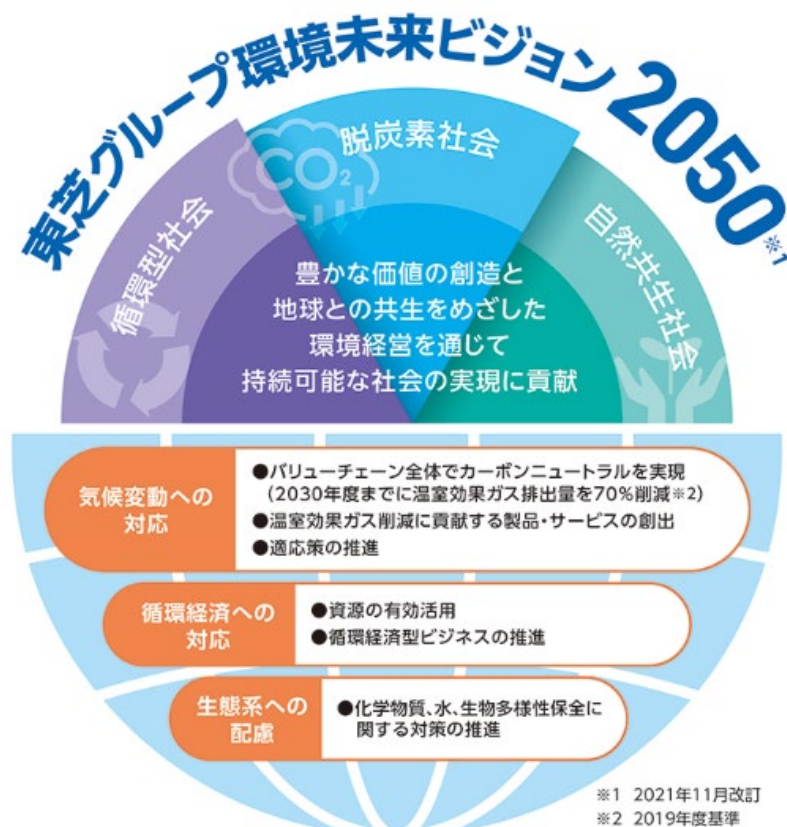 東芝グループ環境未来ビジョン2050※1
循環型社会
脱炭素社会
CO2
自然共生社会
豊かな価値の創造と
地球との共生をめざした
環境経営を通じて
持続可能な社会の実現に貢献
気候変動への
対応
●バリューチェーン全体でカーボンニュートラルを実現
(2030年度までに温室効果ガス排出量を70%削減※2)
●温室効果ガス削減に貢献する製品・サービスの創出
●適応策の推進
循環経済への
対応
●資源の有効活用
●循環経済型ビジネスの推進
生態系への
配慮
●化学物質、水、生物多様性保全に
関する対策の推進
※1 2021年11月改訂
※2 2019年度基準